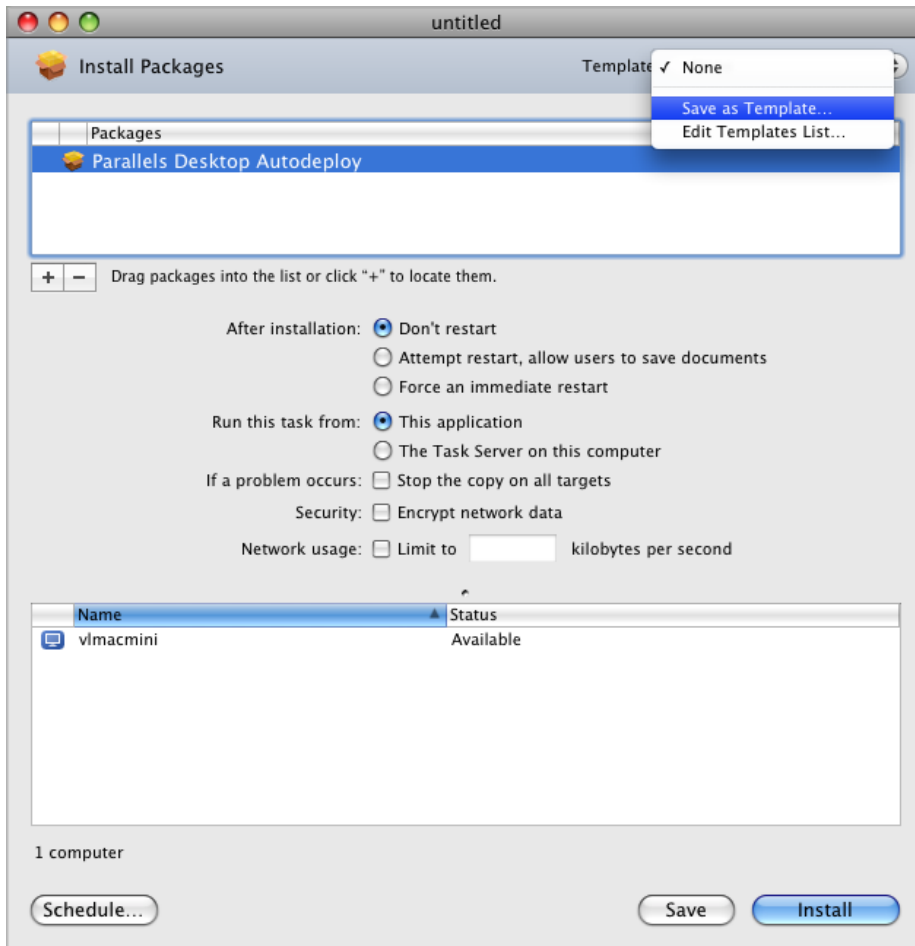 untitled
Install Packages
Template
✓ None
Save as Template...
Edit Templates List...
Packages
Parallels Desktop Autodeploy
+ − Drag packages into the list or click “+” to locate them.
After installation: Don't restart
Attempt restart, allow users to save documents
Force an immediate restart
Run this task from: This application
The Task Server on this computer
If a problem occurs: Stop the copy on all targets
Security: Encrypt network data
Network usage: Limit to kilobytes per second
Name Status
vlmacmini Available
1 computer
Schedule... Save Install